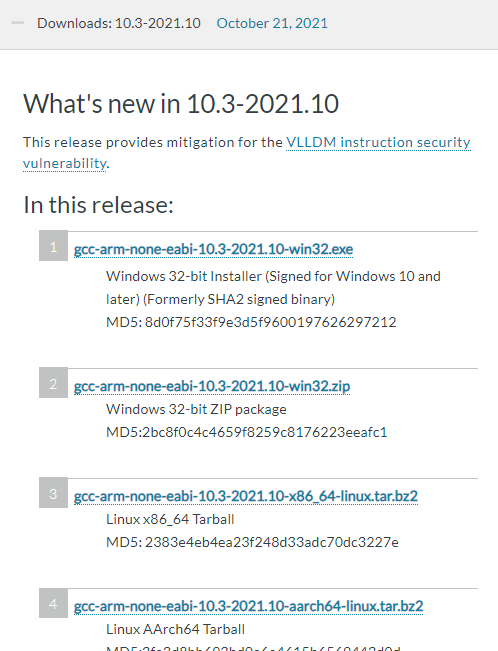 Downloads: 10.3-2021.10 October 21, 2021
What's new in 10.3-2021.10
This release provides mitigation for the VLLDM instruction security
vulnerability.
In this release:
1 gcc-arm-none-eabi-10.3-2021.10-win32.exe
Windows 32-bit Installer (Signed for Windows 10 and
later) (Formerly SHA2 signed binary)
MD5: 8d0f75f33f9e3d5f9600197626297212
2 gcc-arm-none-eabi-10.3-2021.10-win32.zip
Windows 32-bit ZIP package
MD5:2bc8f0c4c4659f8259c8176223eeafc1
3 gcc-arm-none-eabi-10.3-2021.10-x86_64-linux.tar.bz2
Linux x86_64 Tarball
MD5: 2383e4eb4ea23f248d33adc70dc3227e
4 gcc-arm-none-eabi-10.3-2021.10-aarch64-linux.tar.bz2
Linux AArch64 Tarball